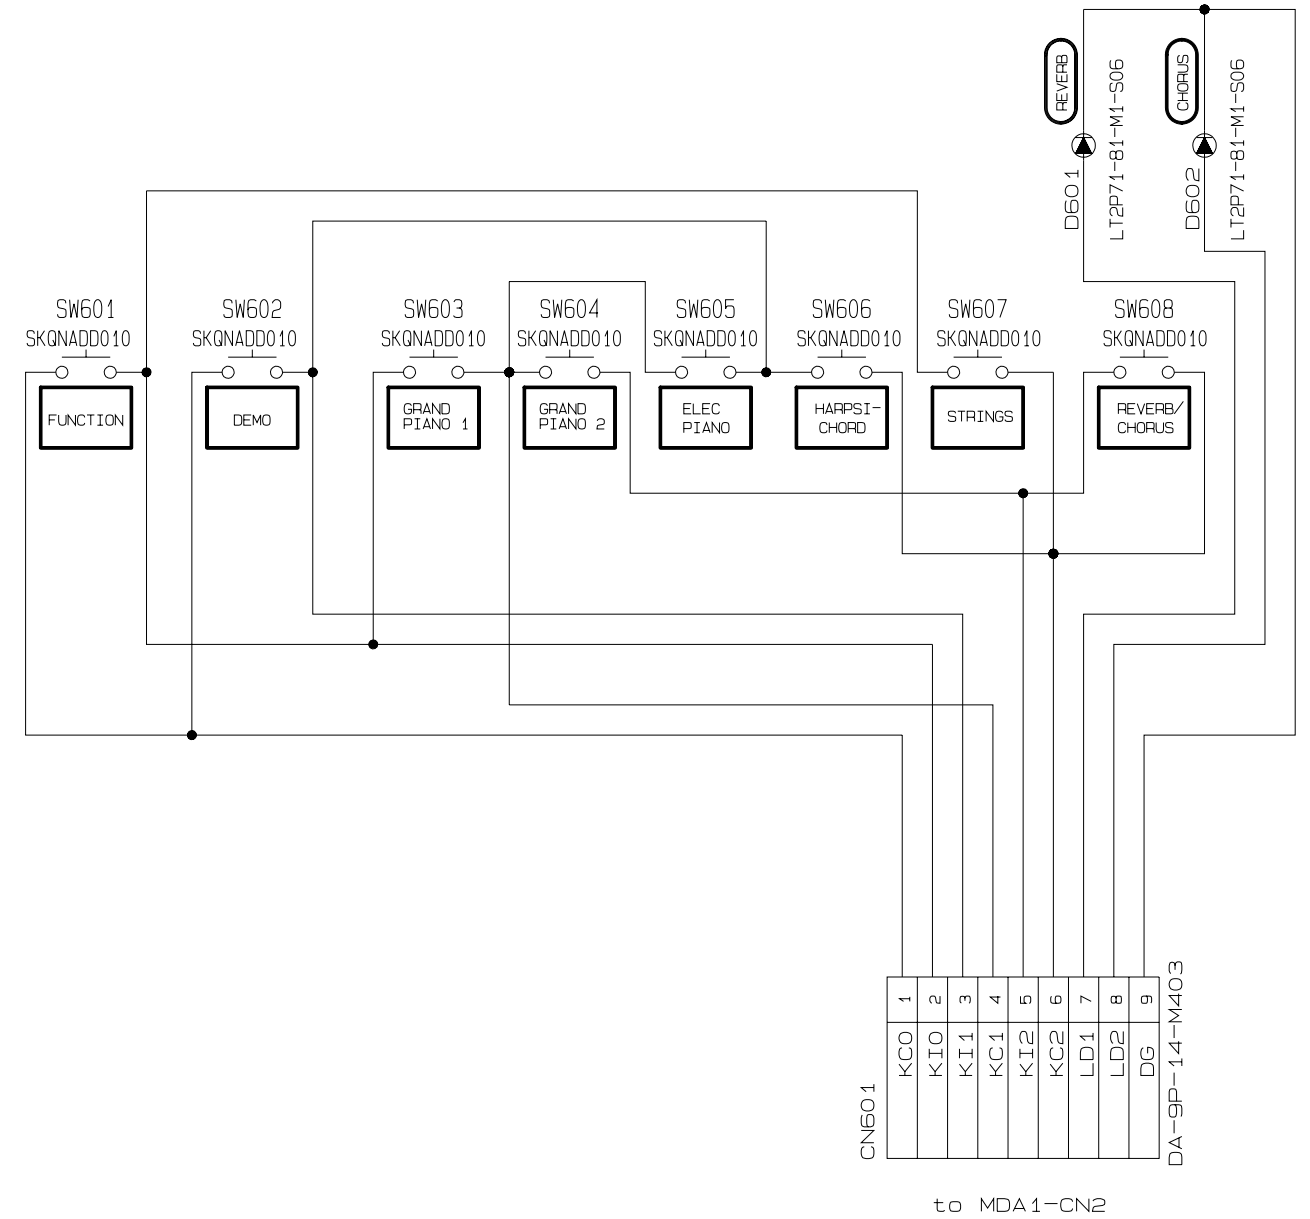 REVERB
CHORUS
LT2P71-81-M1-S06
LT2P71-81-M1-S06
D601
D602
SW601
SW602
SW603
SW604
SW605
SW606
SW607
SW608
SKQNADD010
SKQNADD010
SKQNADD010
SKQNADD010
SKQNADD010
SKQNADD010
SKQNADD010
SKQNADD010
FUNCTION
DEMO
GRAND
PIANO 1
GRAND
PIANO 2
ELEC
PIANO
HARPSI-
CHORD
STRINGS
REVERB/
CHORUS
1
2
3
4
5
6
7
8
9
KC0
KI0
KI1
KC1
KI2
KC2
LD1
LD2
DG
CN601
DA-9P-14-M403
to MDA1-CN2